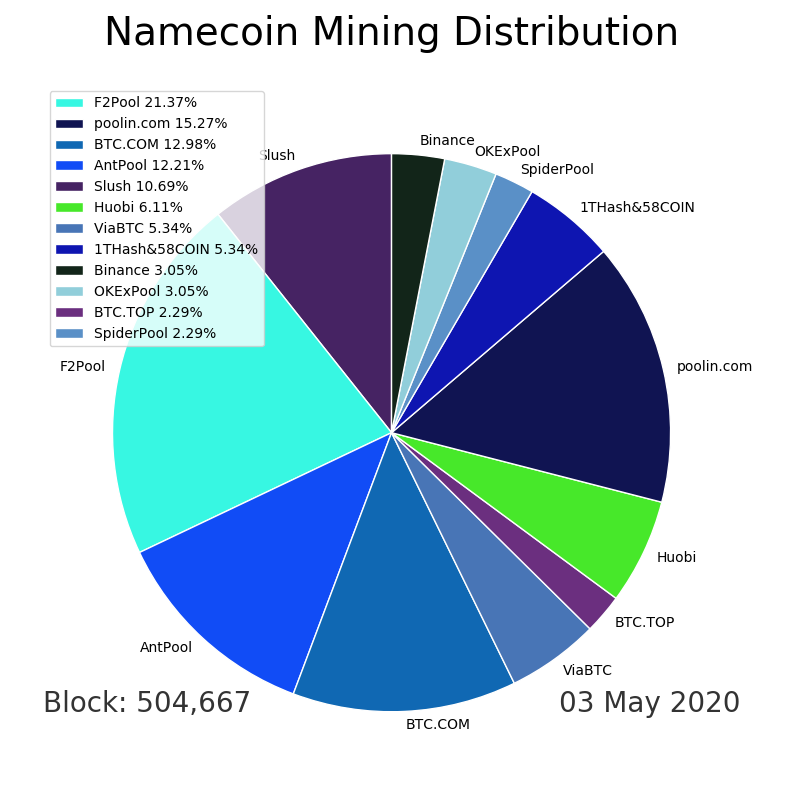 Namecoin Mining Distribution
F2Pool 21.37%
poolin.com 15.27%
BTC.COM 12.98%
AntPool 12.21%
Slush 10.69%
Huobi 6.11%
ViaBTC 5.34%
1THash&58COIN 5.34%
Binance 3.05%
OKExPool 3.05%
BTC.TOP 2.29%
SpiderPool 2.29%
Slush
Binance
OKExPool
SpiderPool
1THash&58COIN
F2Pool
poolin.com
Huobi
BTC.TOP
AntPool
ViaBTC
BTC.COM
Block: 504,667
03 May 2020